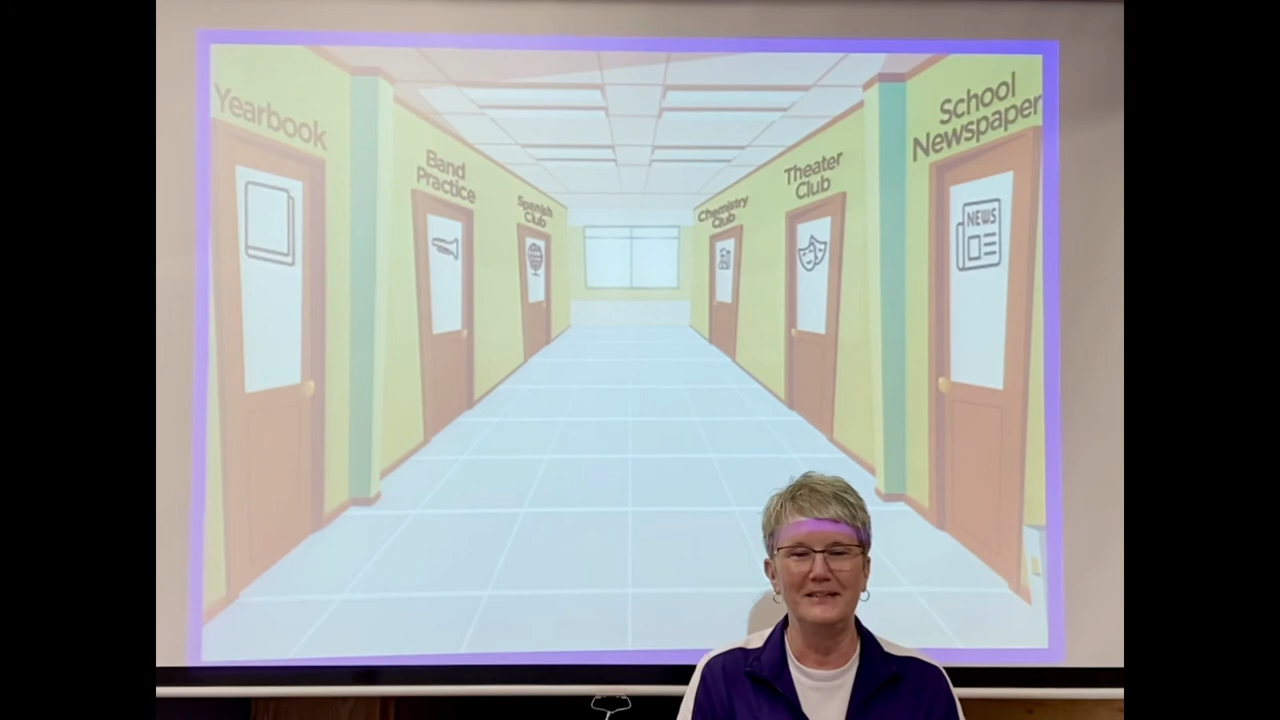 Yearbook
Band
Practice
Spanish
Club
Chemistry
Club
Theater
Club
School
Newspaper
NEWS